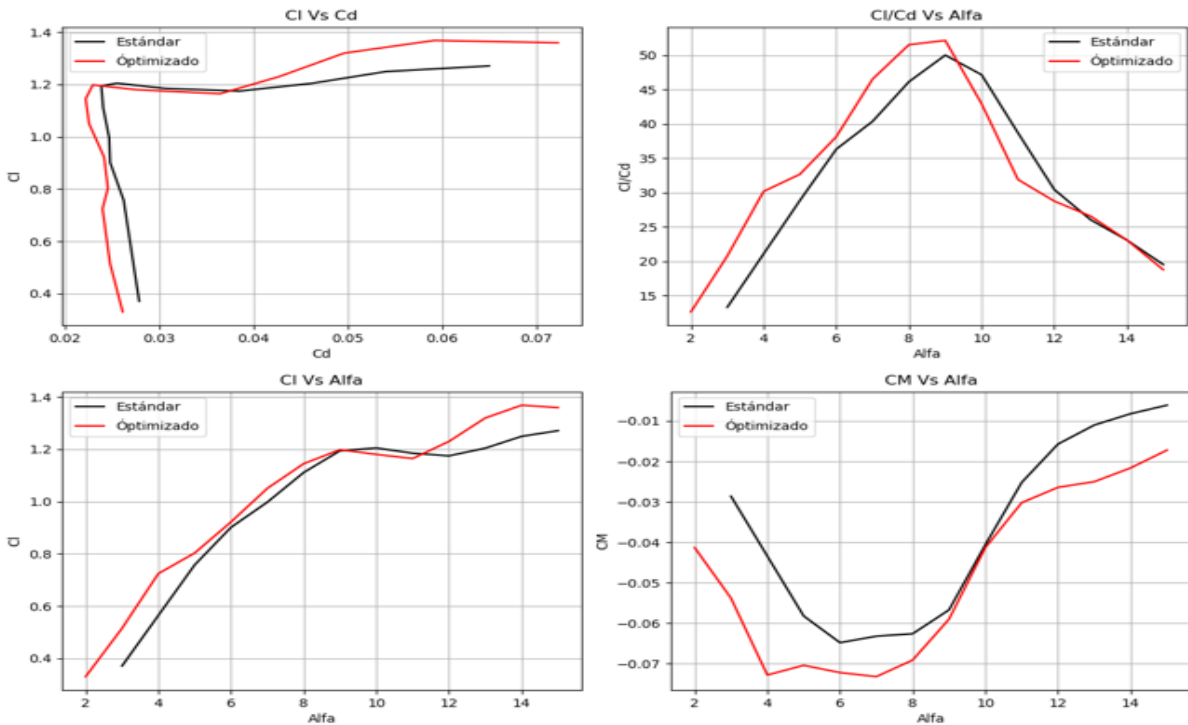 Cl Vs Cd
1.4
1.2
1.0
0.8
0.6
0.4
Cl
Estándar
Óptimizado
0.02 0.03 0.04 0.05 0.06 0.07
Cd
Cl/Cd Vs Alfa
50
45
40
35
30
25
20
15
Cl/Cd
Estándar
Óptimizado
2 4 6 8 10 12 14
Alfa
Cl Vs Alfa
1.4
1.2
1.0
0.8
0.6
0.4
Cl
Estándar
Óptimizado
2 4 6 8 10 12 14
Alfa
CM Vs Alfa
−0.01
−0.02
−0.03
−0.04
−0.05
−0.06
−0.07
CM
Estándar
Óptimizado
2 4 6 8 10 12 14
Alfa